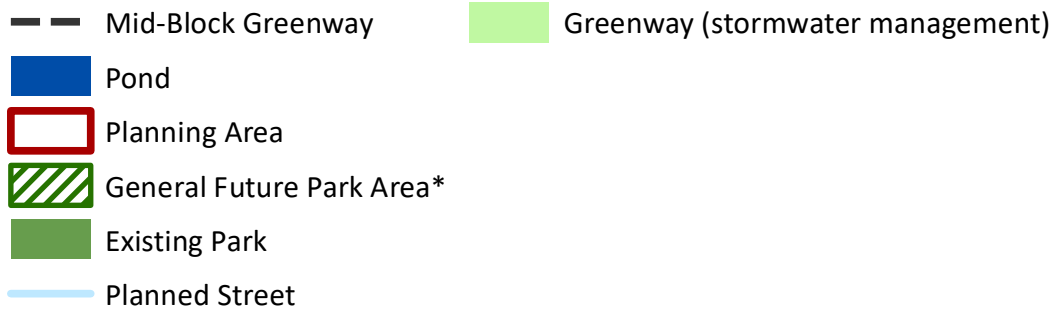 Mid-Block Greenway
Greenway (stormwater management)
Pond
Planning Area
General Future Park Area*
Existing Park
Planned Street